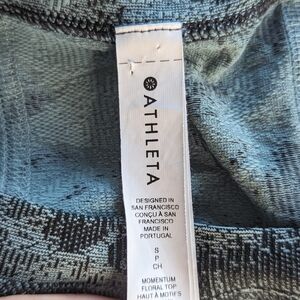 ATHLETA
DESIGNED IN
SAN FRANCISCO
CONÇU À SAN
FRANCISCO
MADE IN
PORTUGAL
S
P
CH
MOMENTUM
FLORAL TOP
HAUT À MOTIFS